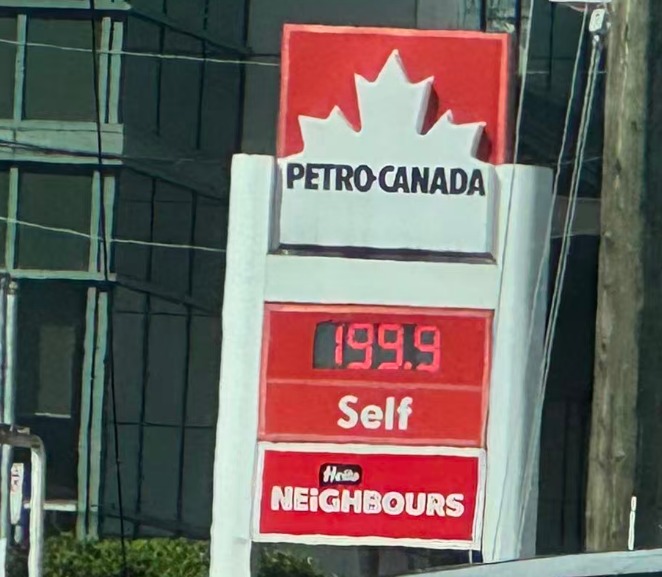 PETRO-CANADA
199.9
Self
Hello
NEiGHBOURS